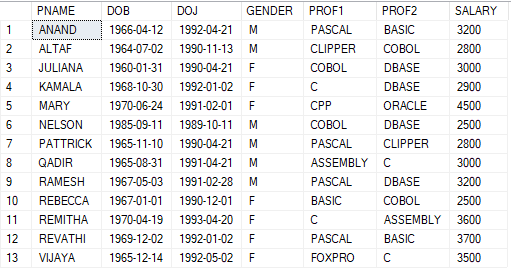 PNAME DOB DOJ GENDER PROF1 PROF2 SALARY
1 ANAND 1966-04-12 1992-04-21 M PASCAL BASIC 3200
2 ALTAF 1964-07-02 1990-11-13 M CLIPPER COBOL 2800
3 JULIANA 1960-01-31 1990-04-21 F COBOL DBASE 3000
4 KAMALA 1968-10-30 1992-01-02 F C DBASE 2900
5 MARY 1970-06-24 1991-02-01 F CPP ORACLE 4500
6 NELSON 1985-09-11 1989-10-11 M COBOL DBASE 2500
7 PATTRICK 1965-11-10 1990-04-21 M PASCAL CLIPPER 2800
8 QADIR 1965-08-31 1991-04-21 M ASSEMBLY C 3000
9 RAMESH 1967-05-03 1991-02-28 M PASCAL DBASE 3200
10 REBECCA 1967-01-01 1990-12-01 F BASIC COBOL 2500
11 REMITHA 1970-04-19 1993-04-20 F C ASSEMBLY 3600
12 REVATHI 1969-12-02 1992-01-02 F PASCAL BASIC 3700
13 VIJAYA 1965-12-14 1992-05-02 F FOXPRO C 3500